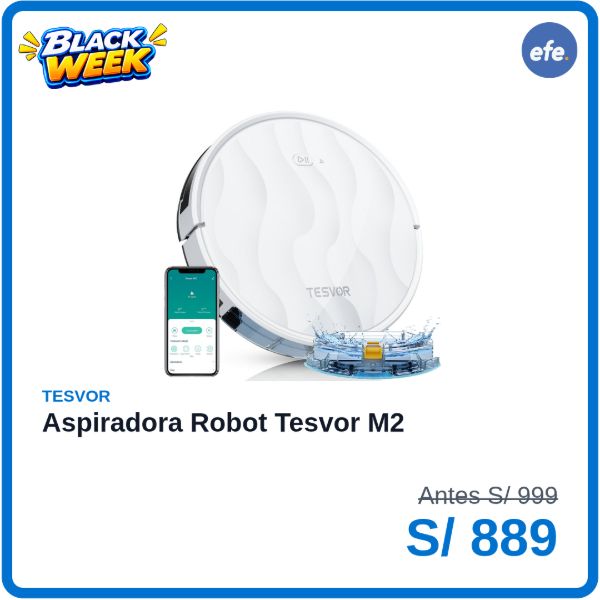 BLACK
WEEK
efe.
TESVOR
TESVOR
Aspiradora Robot Tesvor M2
Antes S/ 999
S/ 889